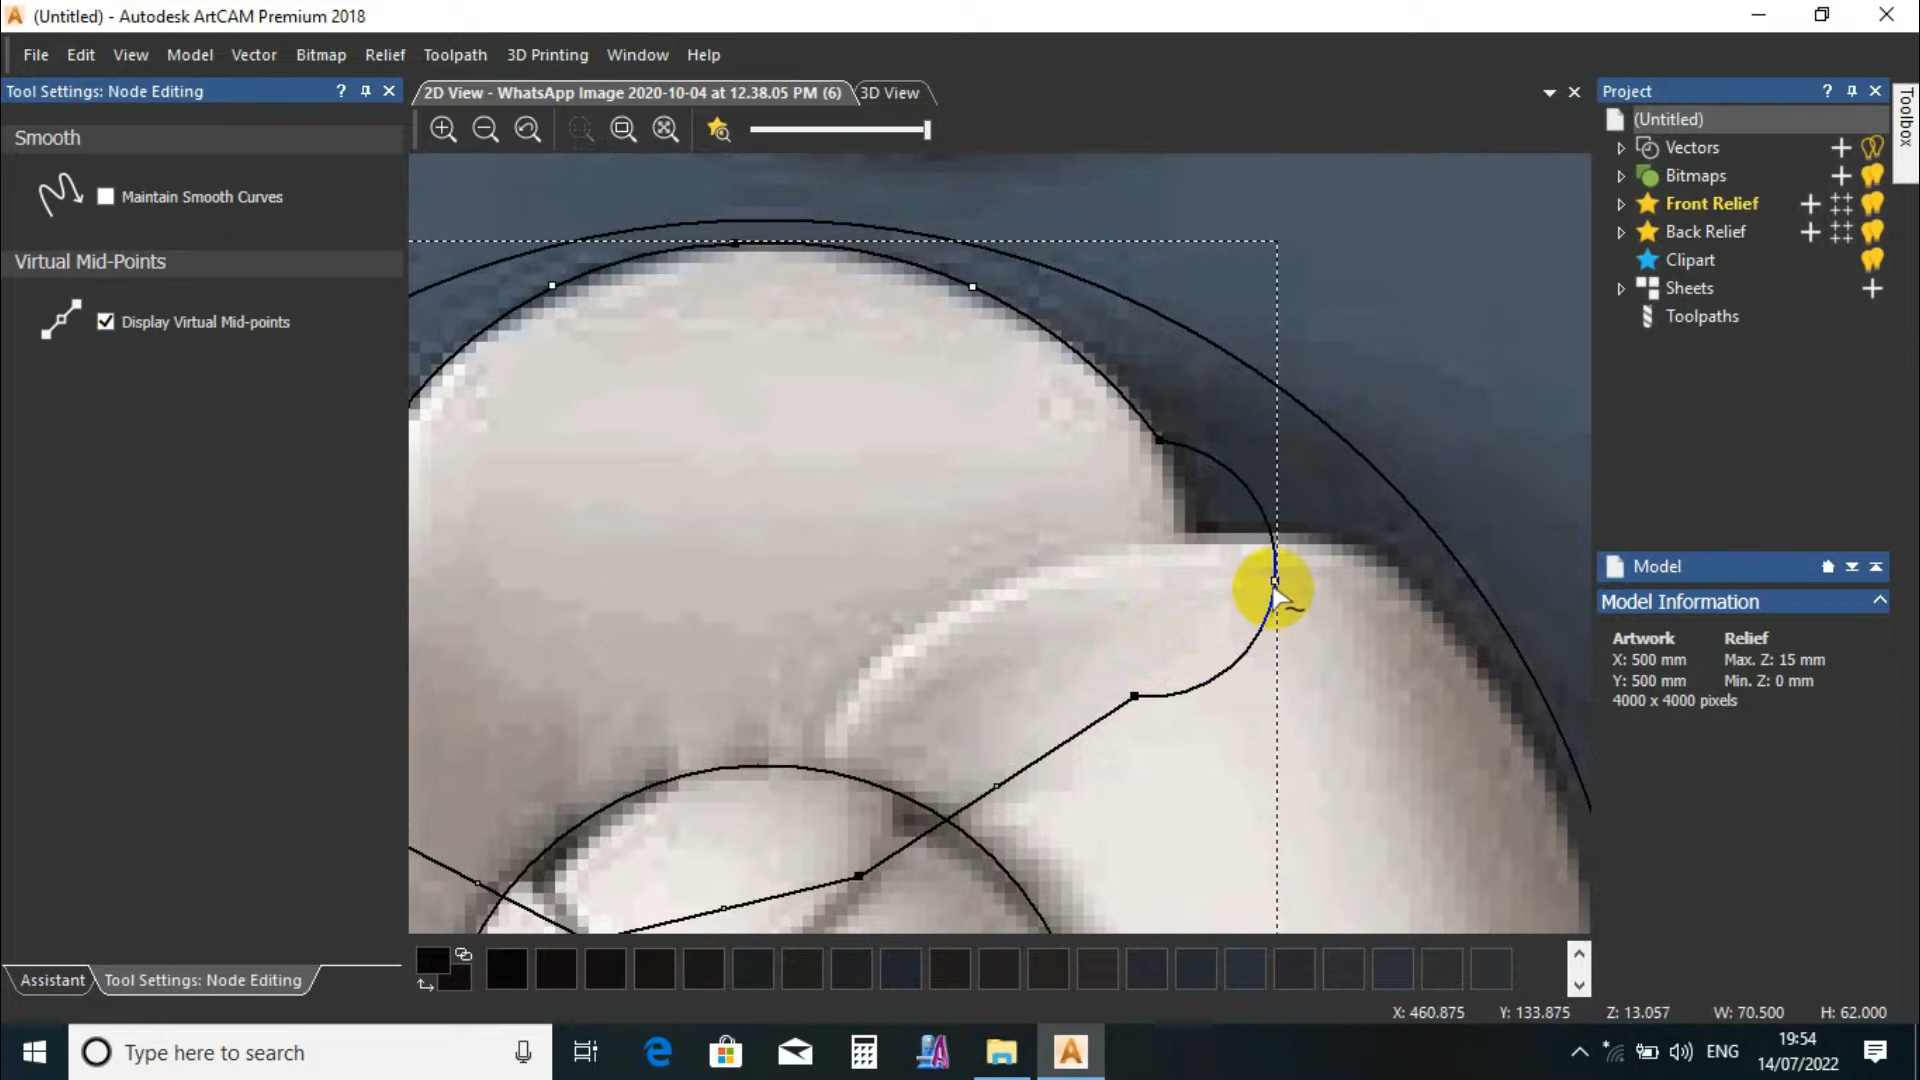 (Untitled) - Autodesk ArtCAM Premium 2018
File Edit View Model Vector Bitmap Relief Toolpath 3D Printing Window Help
Tool Settings: Node Editing ?
Smooth
Maintain Smooth Curves
Virtual Mid-Points
Display Virtual Mid-points
2D View - WhatsApp Image 2020-10-04 at 12.38.05 PM (6)
3D View
Project ?
(Untitled)
Vectors
Bitmaps
Front Relief
Back Relief
Clipart
Sheets
Toolpaths
Toolbox
Model
Model Information
Artwork Relief
X: 500 mm Max. Z: 15 mm
Y: 500 mm Min. Z: 0 mm
4000 x 4000 pixels
Assistant Tool Settings: Node Editing
X: 460.875 Y: 133.875 Z: 13.057 W: 70.500 H: 62.000
Type here to search
ENG
19:54
14/07/2022